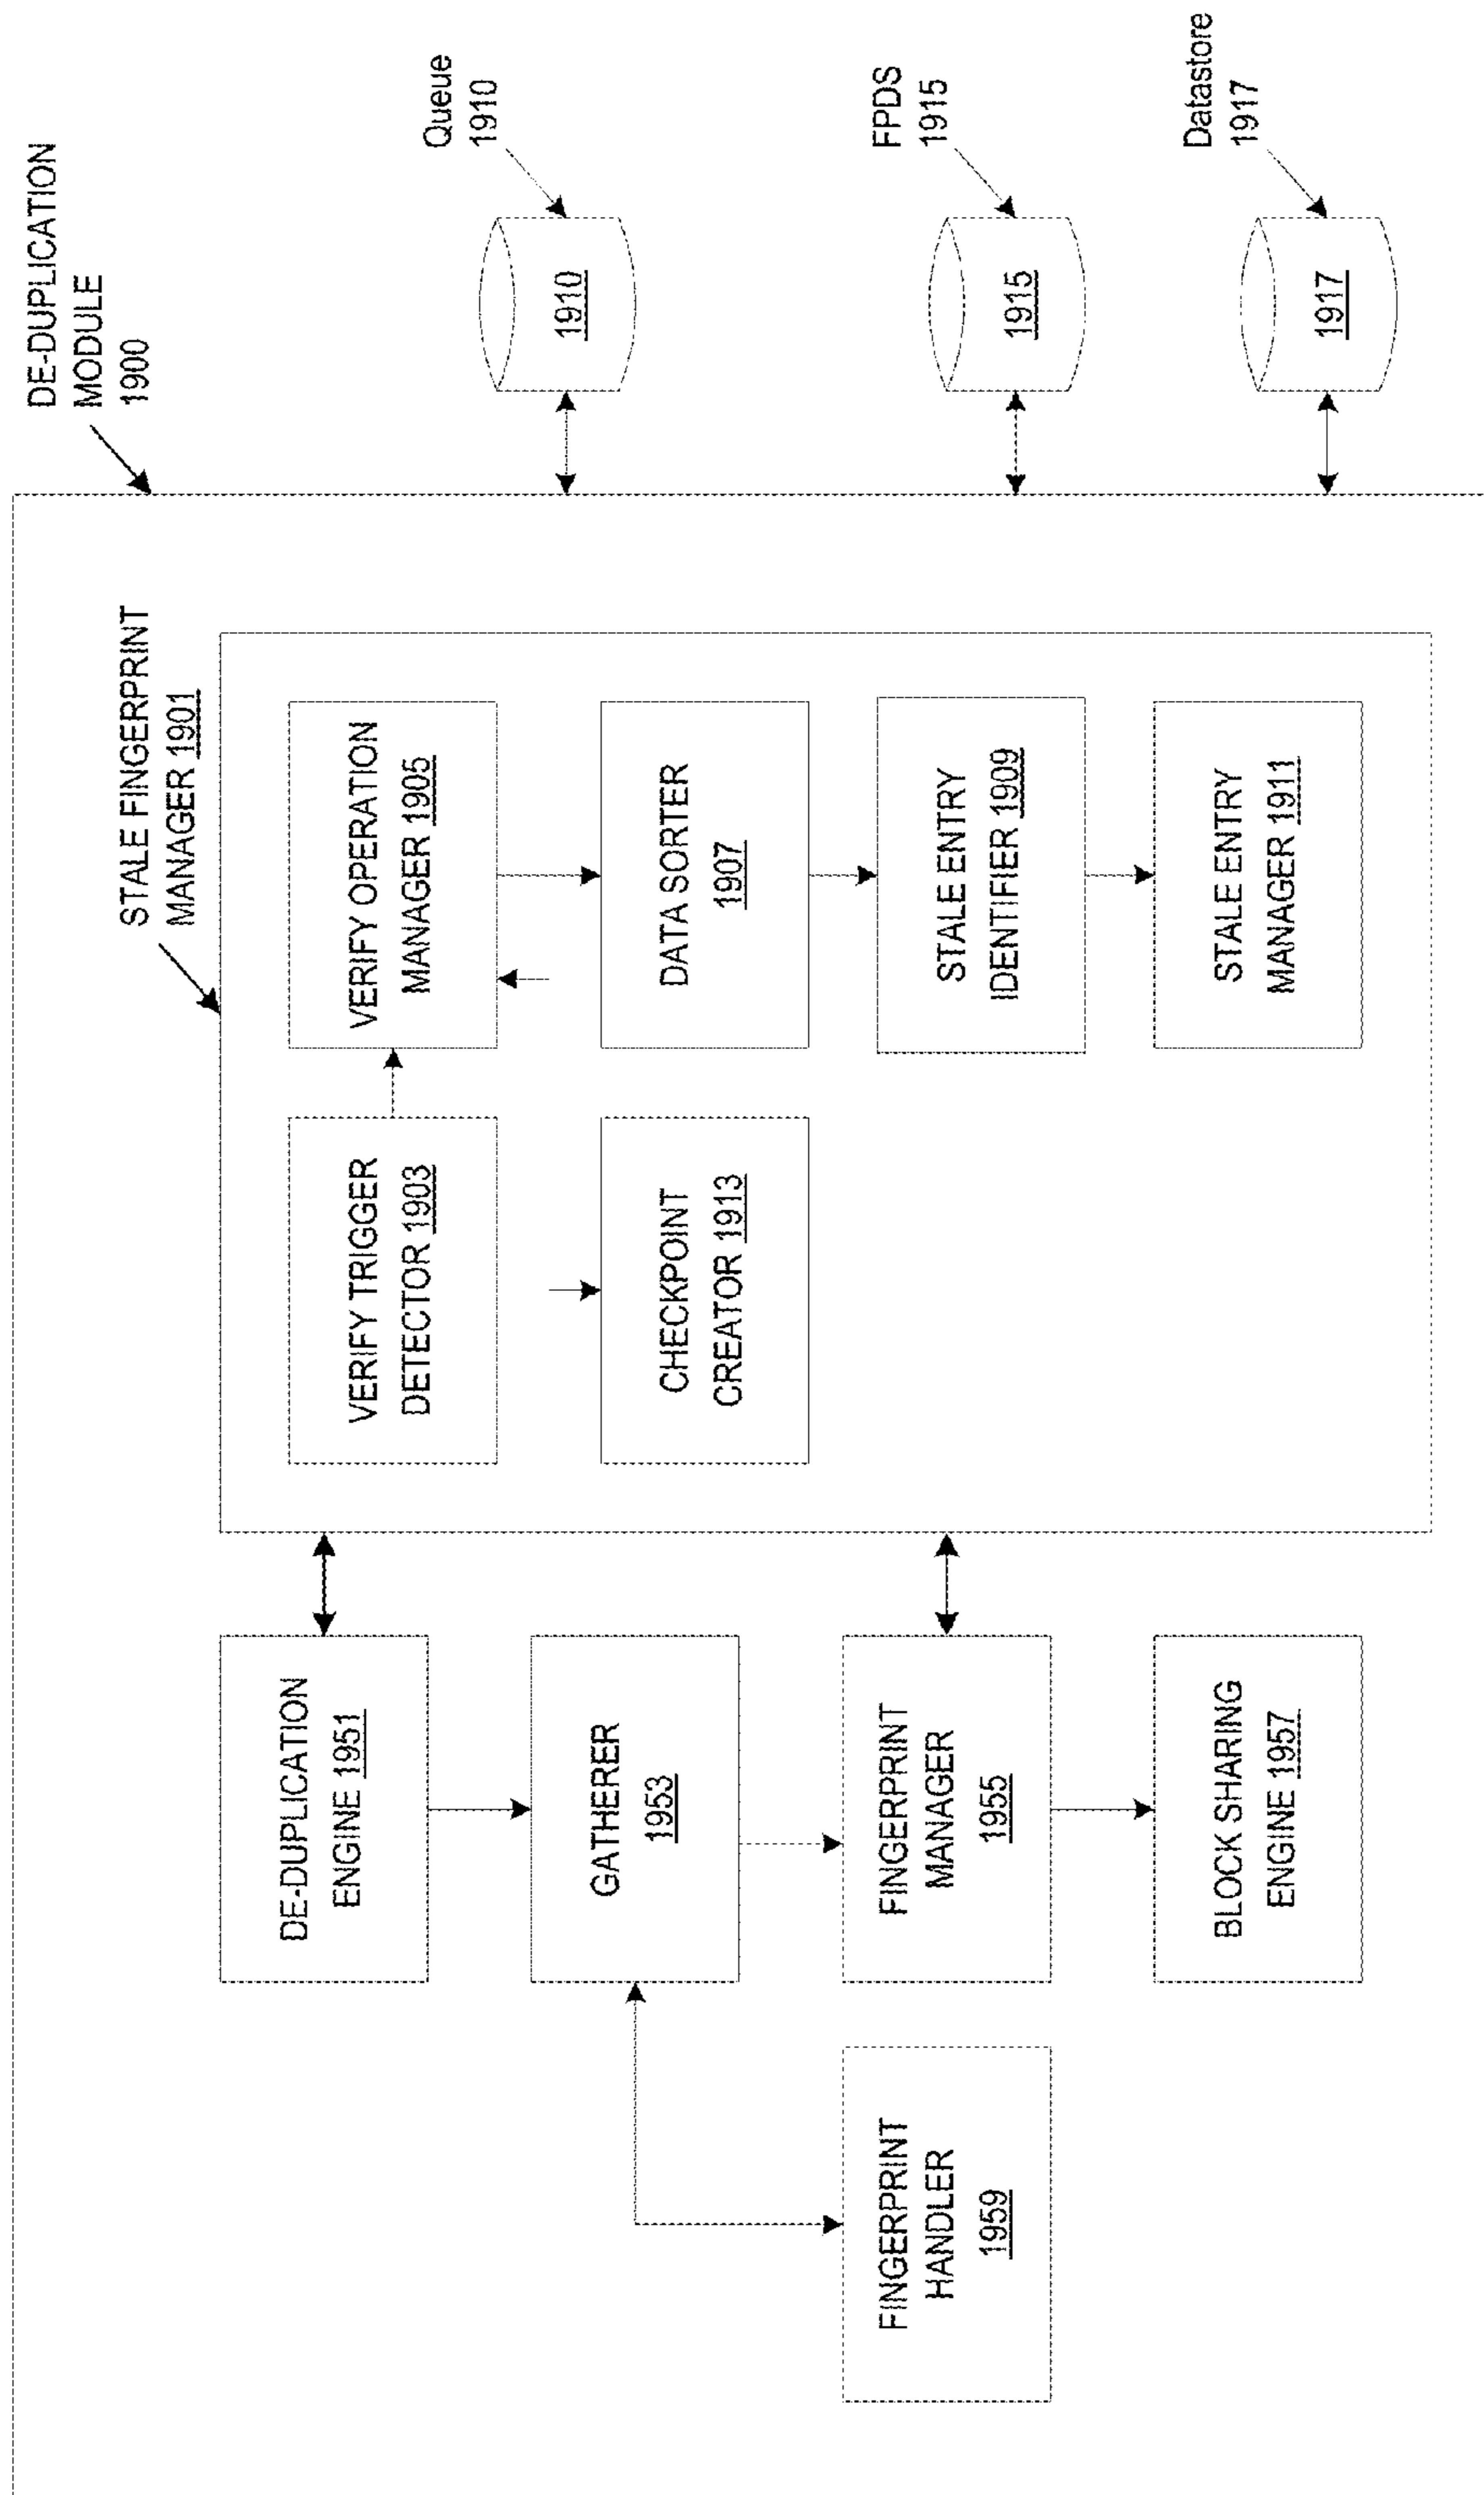 DE-DUPLICATION
MODULE
1900
STALE FINGERPRINT
MANAGER 1901
DE-DUPLICATION
ENGINE 1951
GATHERER
1953
FINGERPRINT
MANAGER
1955
BLOCK SHARING
ENGINE 1957
FINGERPRINT
HANDLER
1959
VERIFY TRIGGER
DETECTOR 1903
CHECKPOINT
CREATOR 1913
VERIFY OPERATION
MANAGER 1905
DATA SORTER
1907
STALE ENTRY
IDENTIFIER 1909
STALE ENTRY
MANAGER 1911
Queue
1910
1910
FPDS
1915
1915
Datastore
1917
1917